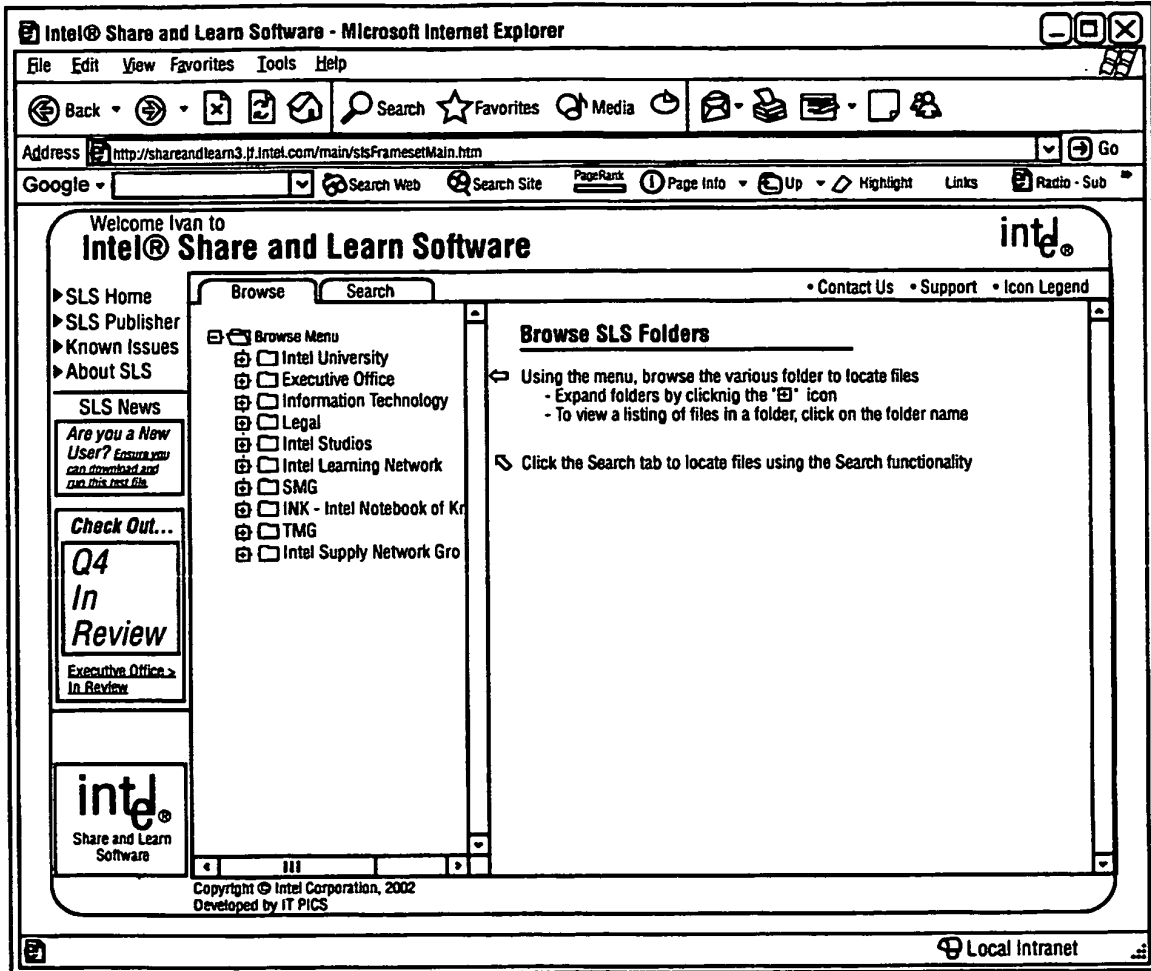 Intel® Share and Learn Software - Microsoft Internet Explorer
File Edit View Favorites Tools Help
Back Search Favorites Media
Address http://shareandlearn3.jf.intel.com/main/slsFramesetMain.htm Go
Google Search Web Search Site PageRank Page Info Up Highlight Links Radio - Sub
Welcome Ivan to
Intel® Share and Learn Software
intel®
SLS Home
SLS Publisher
Known Issues
About SLS
SLS News
Are you a New
User? Ensure you
can download and
run this test file
Check Out...
Q4
In
Review
Executive Office >
In Review
intel®
Share and Learn
Software
Browse Search
• Contact Us • Support • Icon Legend
Browse Menu
Intel University
Executive Office
Information Technology
Legal
Intel Studios
Intel Learning Network
SMG
INK - Intel Notebook of Kr
TMG
Intel Supply Network Gro
Browse SLS Folders
Using the menu, browse the various folder to locate files
- Expand folders by clicknig the "⊞" icon
- To view a listing of files in a folder, click on the folder name
Click the Search tab to locate files using the Search functionality
Copyright © Intel Corporation, 2002
Developed by IT PICS
Local Intranet